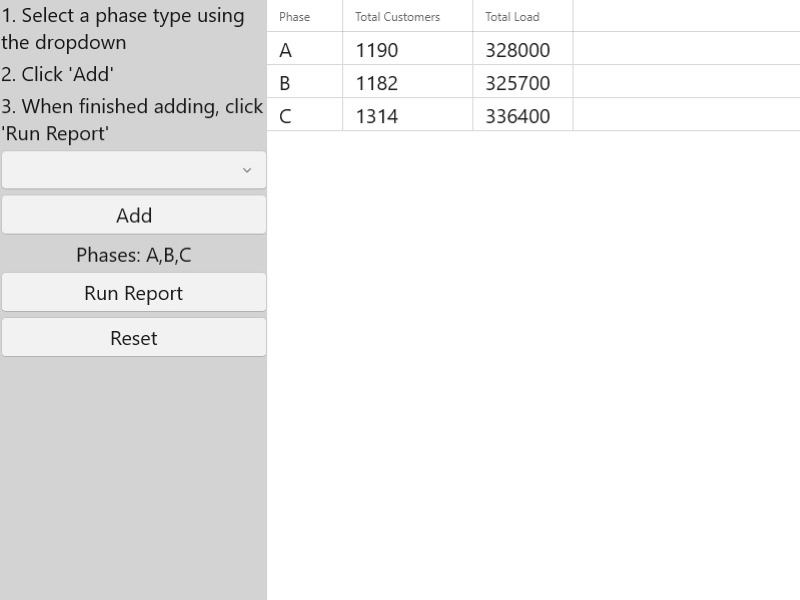 1. Select a phase type using
the dropdown
2. Click 'Add'
3. When finished adding, click
'Run Report'
Add
Phases: A,B,C
Run Report
Reset
Phase Total Customers Total Load
A 1190 328000
B 1182 325700
C 1314 336400